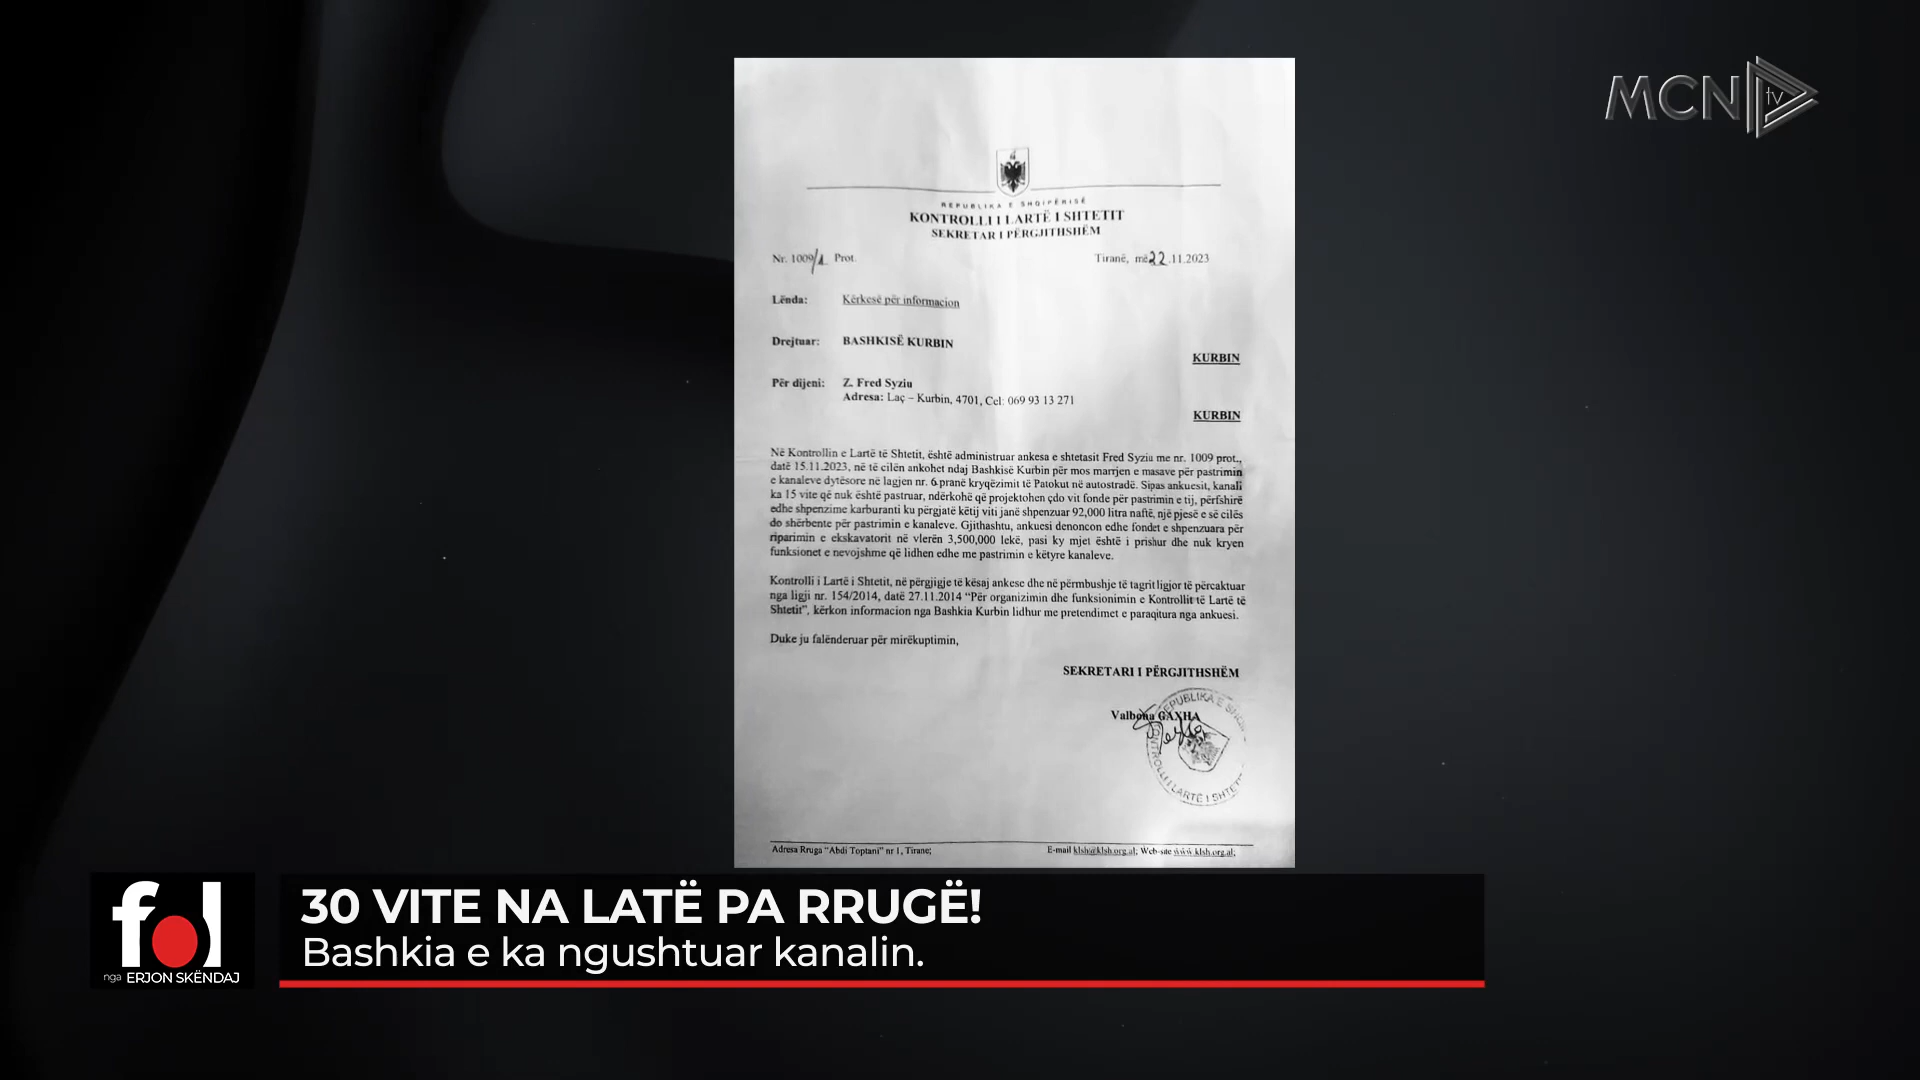 MCN tv
REPUBLIKA E SHQIPËRISË
KONTROLLI I LARTË I SHTETIT
SEKRETAR I PËRGJITHSHËM
Nr. 1009/1 Prot. Tiranë, më 22.11.2023
Lënda: Kërkesë për informacion
Drejtuar: BASHKISË KURBIN
KURBIN
Për dijeni: Z. Fred Syziu
Adresa: Laç – Kurbin, 4701, Cel: 069 93 13 271
KURBIN
Në Kontrollin e Lartë të Shtetit, është administruar ankesa e shtetasit Fred Syziu me nr. 1009 prot.,
datë 15.11.2023, në të cilën ankohet ndaj Bashkisë Kurbin për mos marrjen e masave për pastrimin
e kanaleve dytësore në lagjen nr. 6 pranë kryqëzimit të Patokut në autostradë. Sipas ankuesit, kanali
ka 15 vite që nuk është pastruar, ndërkohë që projektohen çdo vit fonde për pastrimin e tij, përfshirë
edhe shpenzime karburanti ku përgjatë këtij viti janë shpenzuar 92,000 litra naftë, një pjesë e së cilës
do shërbente për pastrimin e kanaleve. Gjithashtu, ankuesi denoncon edhe fondet e shpenzuara për
riparimin e ekskavatorit në vlerën 3,500,000 lekë, pasi ky mjet është i prishur dhe nuk kryen
funksionet e nevojshme që lidhen edhe me pastrimin e këtyre kanaleve.
Kontrolli i Lartë i Shtetit, në përgjigje të kësaj ankese dhe në përmbushje të tagrit ligjor të përcaktuar
nga ligji nr. 154/2014, datë 27.11.2014 “Për organizimin dhe funksionimin e Kontrollit të Lartë të
Shtetit”, kërkon informacion nga Bashkia Kurbin lidhur me pretendimet e paraqitura nga ankuesi.
Duke ju falënderuar për mirëkuptimin,
SEKRETARI I PËRGJITHSHËM
Valbona GAXHA
REPUBLIKA E SHQI
KONTROLLI I LARTË I SHTET
Adresa Rruga “Abdi Toptani” nr 1, Tirane; E-mail klsh@klsh.org.al; Web-site www.klsh.org.al;
fol
nga ERJON SKËNDAJ
30 VITE NA LATË PA RRUGË!
Bashkia e ka ngushtuar kanalin.